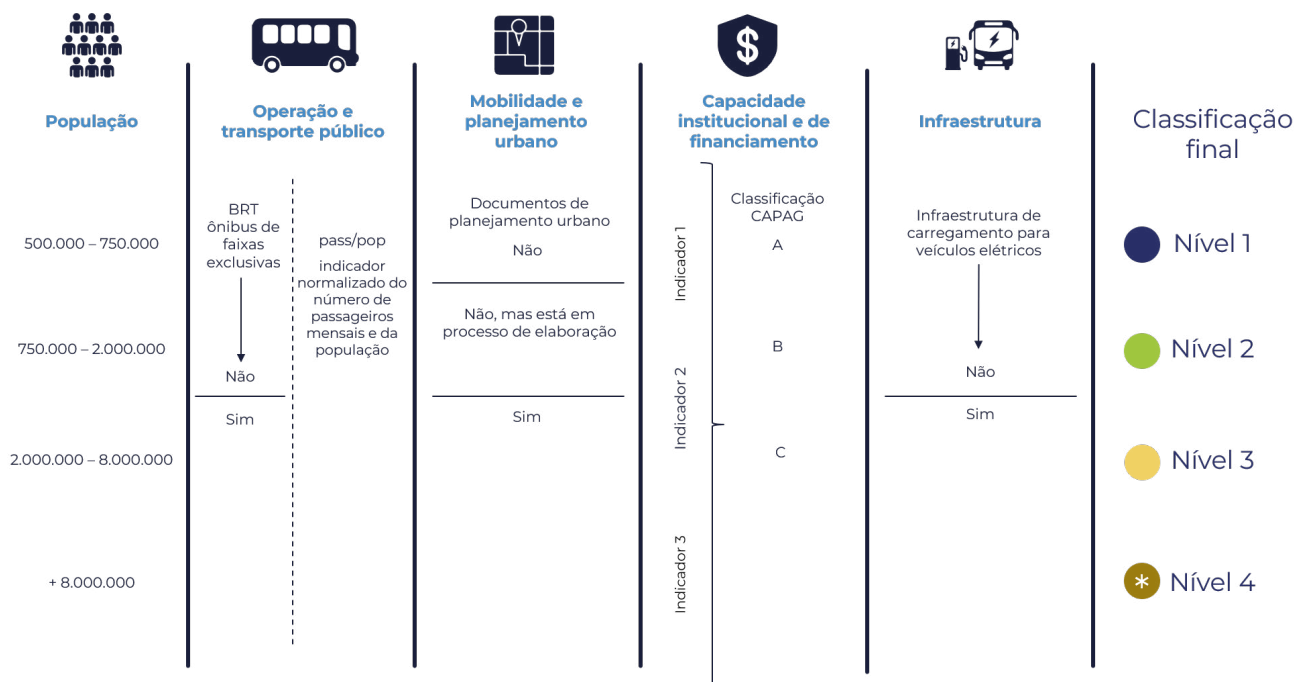 População
500.000 – 750.000
750.000 – 2.000.000
2.000.000 – 8.000.000
+ 8.000.000
Operação e
transporte público
BRT
ônibus de
faixas
exclusivas
Não
Sim
pass/pop
indicador
normalizado do
número de
passageiros
mensais e da
população
Mobilidade e
planejamento
urbano
Documentos de
planejamento urbano
Não
Não, mas está em
processo de elaboração
Sim
Capacidade
institucional e de
financiamento
Indicador 1
Indicador 2
Indicador 3
Classificação
CAPAG
A
B
C
Infraestrutura
Infraestrutura de
carregamento para
veículos elétricos
Não
Sim
Classificação
final
Nível 1
Nível 2
Nível 3
* Nível 4